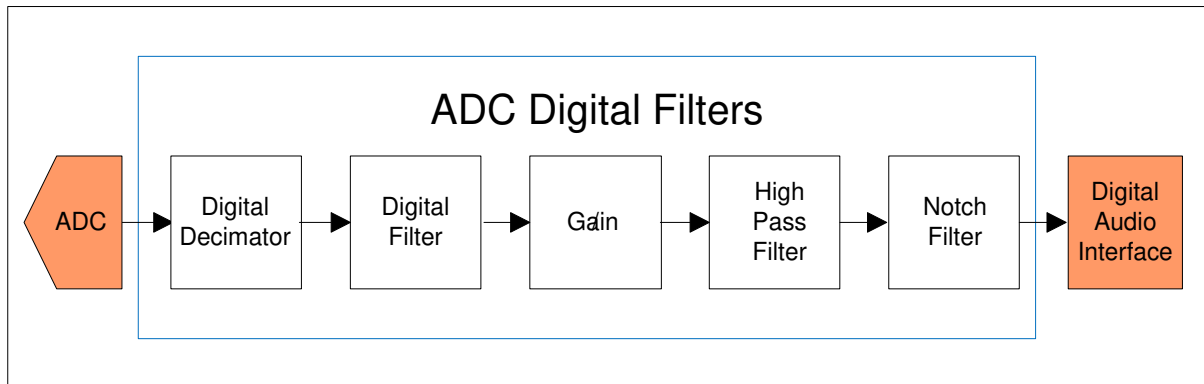 ADC Digital Filters
ADC
Digital
Decimator
Digital
Filter
Gain
High
Pass
Filter
Notch
Filter
Digital
Audio
Interface